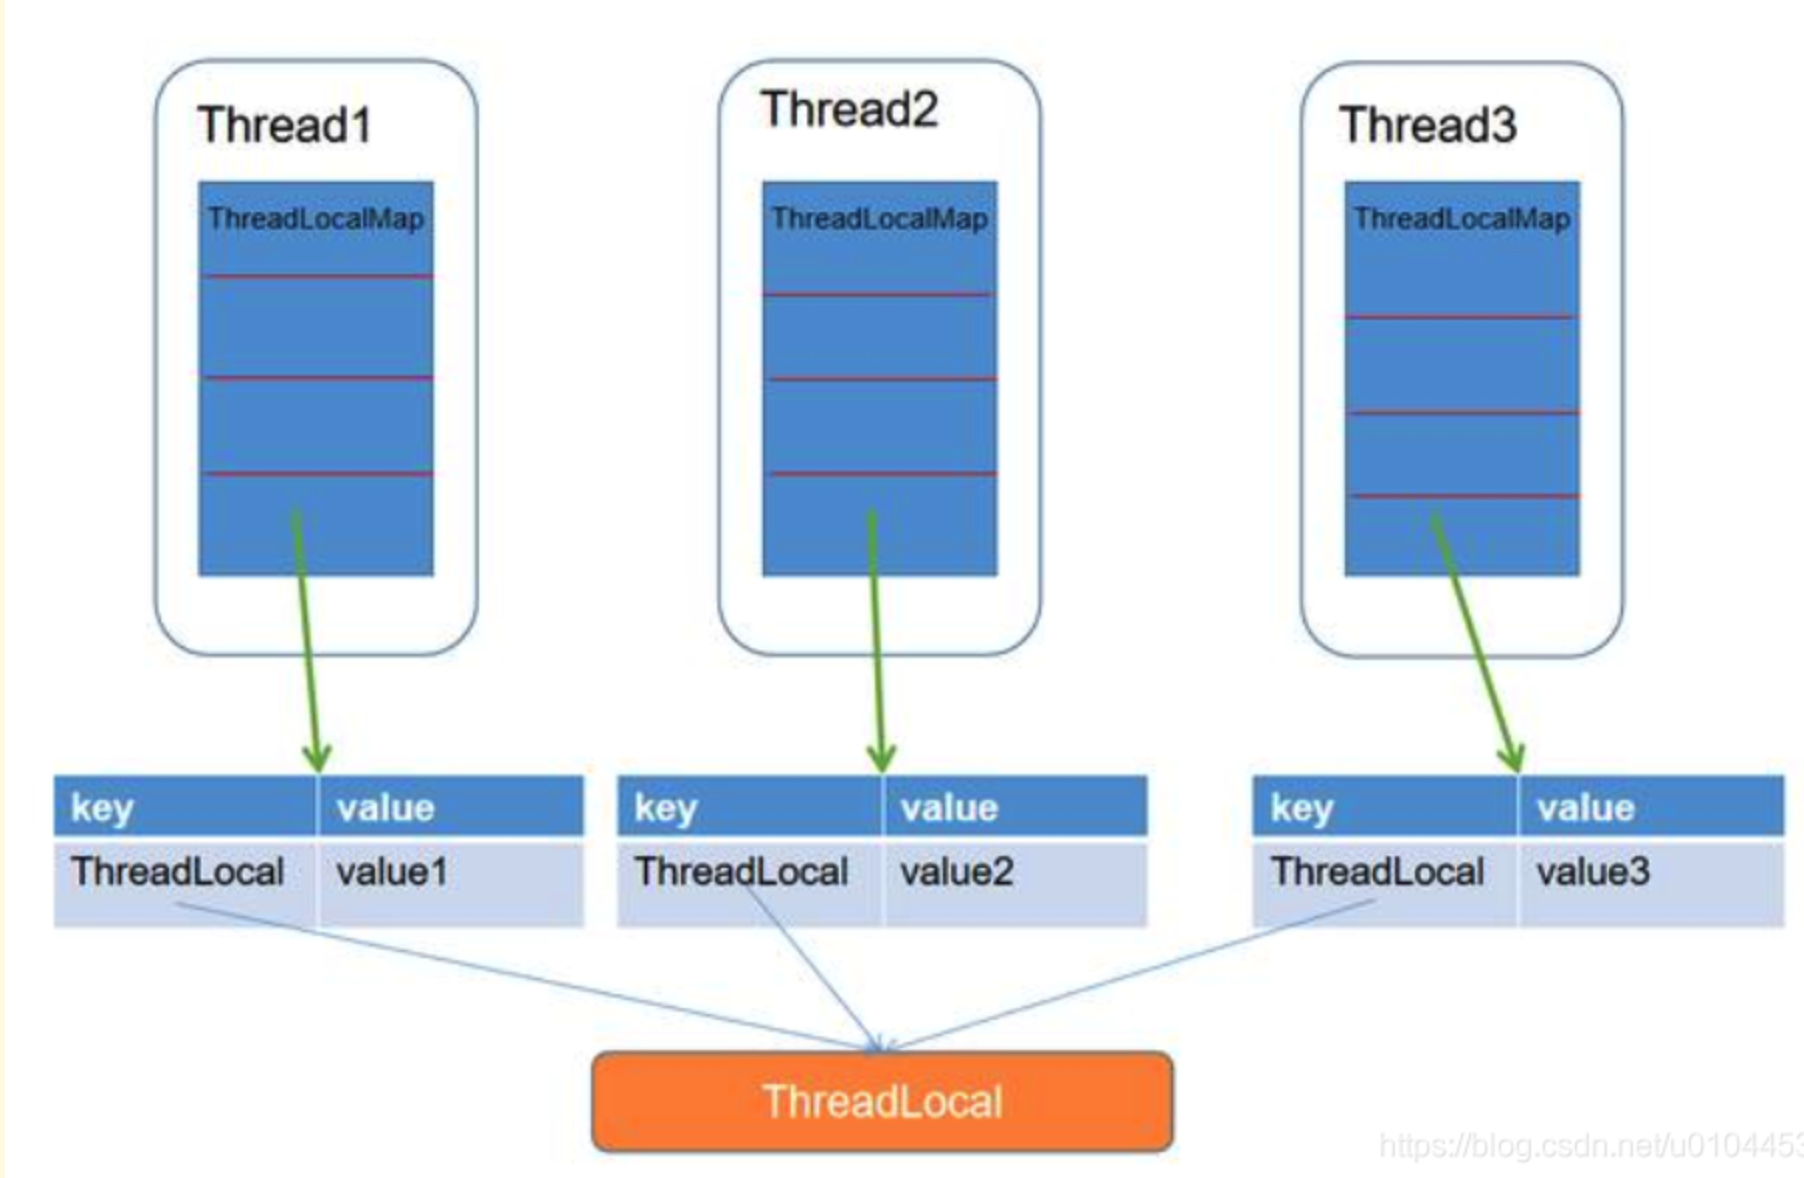 Thread1
Thread2
Thread3
ThreadLocalMap
ThreadLocalMap
ThreadLocalMap
key value
ThreadLocal value1
key value
ThreadLocal value2
key value
ThreadLocal value3
ThreadLocal
https://blog.csdn.net/u0104453